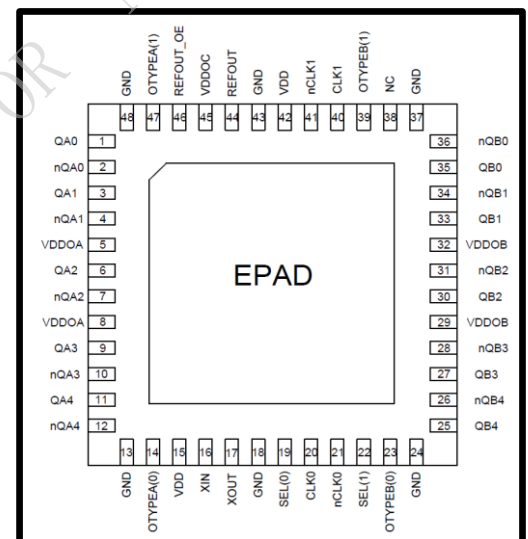 OR
GND OTYPEA(1) REFOUT_OE VDDOC REFOUT GND VDD nCLK1 CLK1 OTYPEB(1) NC GND
48 47 46 45 44 43 42 41 40 39 38 37
QA0 1 36 nQB0
nQA0 2 35 QB0
QA1 3 34 nQB1
nQA1 4 33 QB1
VDDOA 5 32 VDDOB
QA2 6 31 nQB2
EPAD
nQA2 7 30 QB2
VDDOA 8 29 VDDOB
QA3 9 28 nQB3
nQA3 10 27 QB3
QA4 11 26 nQB4
nQA4 12 25 QB4
13 14 15 16 17 18 19 20 21 22 23 24
GND OTYPEA(0) VDD XIN XOUT GND SEL(0) CLK0 nCLK0 SEL(1) OTYPEB(0) GND